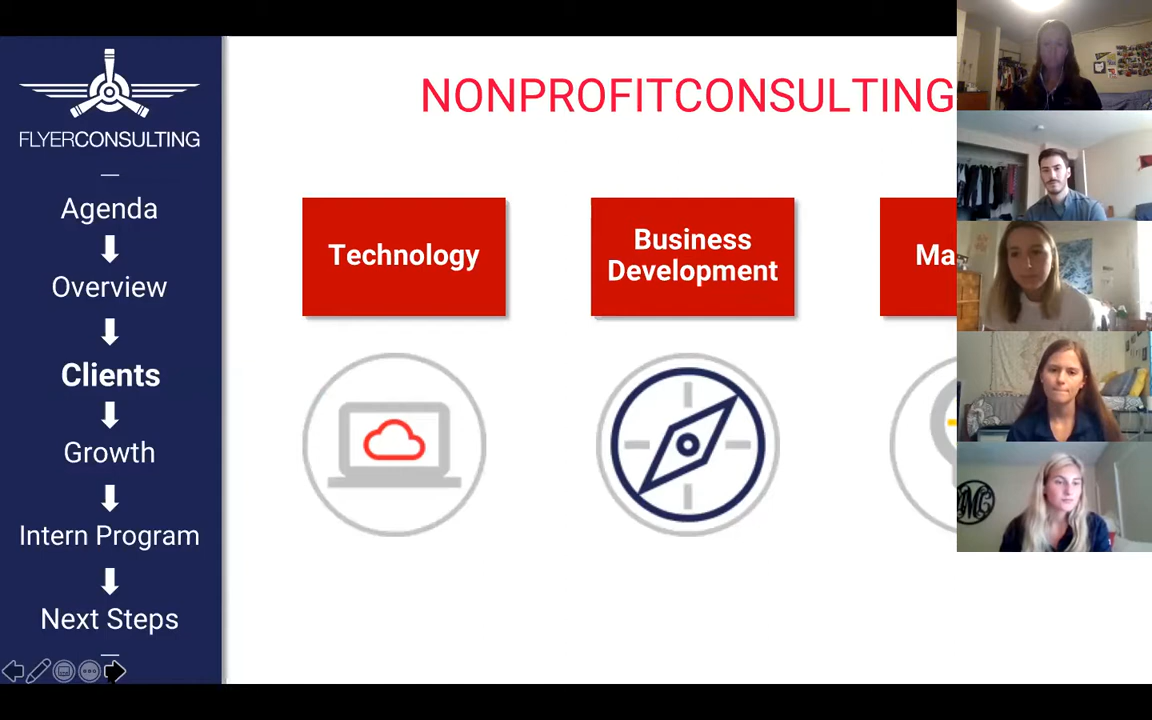 FLYERCONSULTING
Agenda
Overview
Clients
Growth
Intern Program
Next Steps
NONPROFITCONSULTING
Technology
Business
Development
Ma